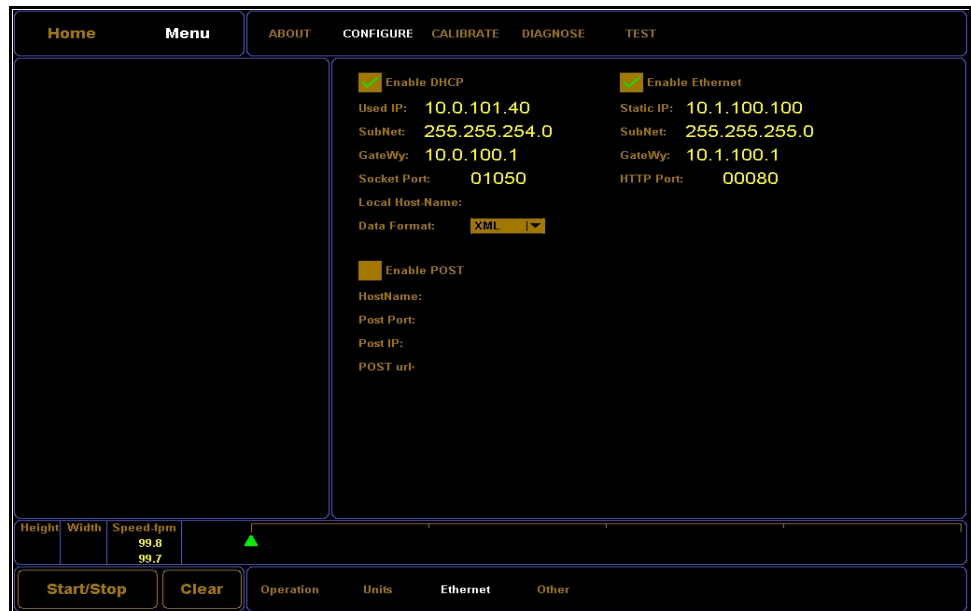 Home Menu ABOUT CONFIGURE CALIBRATE DIAGNOSE TEST
Enable DHCP Enable Ethernet
Used IP: 10.0.101.40 Static IP: 10.1.100.100
SubNet: 255.255.254.0 SubNet: 255.255.255.0
GateWy: 10.0.100.1 GateWy: 10.1.100.1
Socket Port: 01050 HTTP Port: 00080
Local Host-Name:
Data Format: XML
Enable POST
HostName:
Post Port:
Post IP:
POST url-
Height Width Speed-fpm
99.8
99.7
Start/Stop Clear Operation Units Ethernet Other